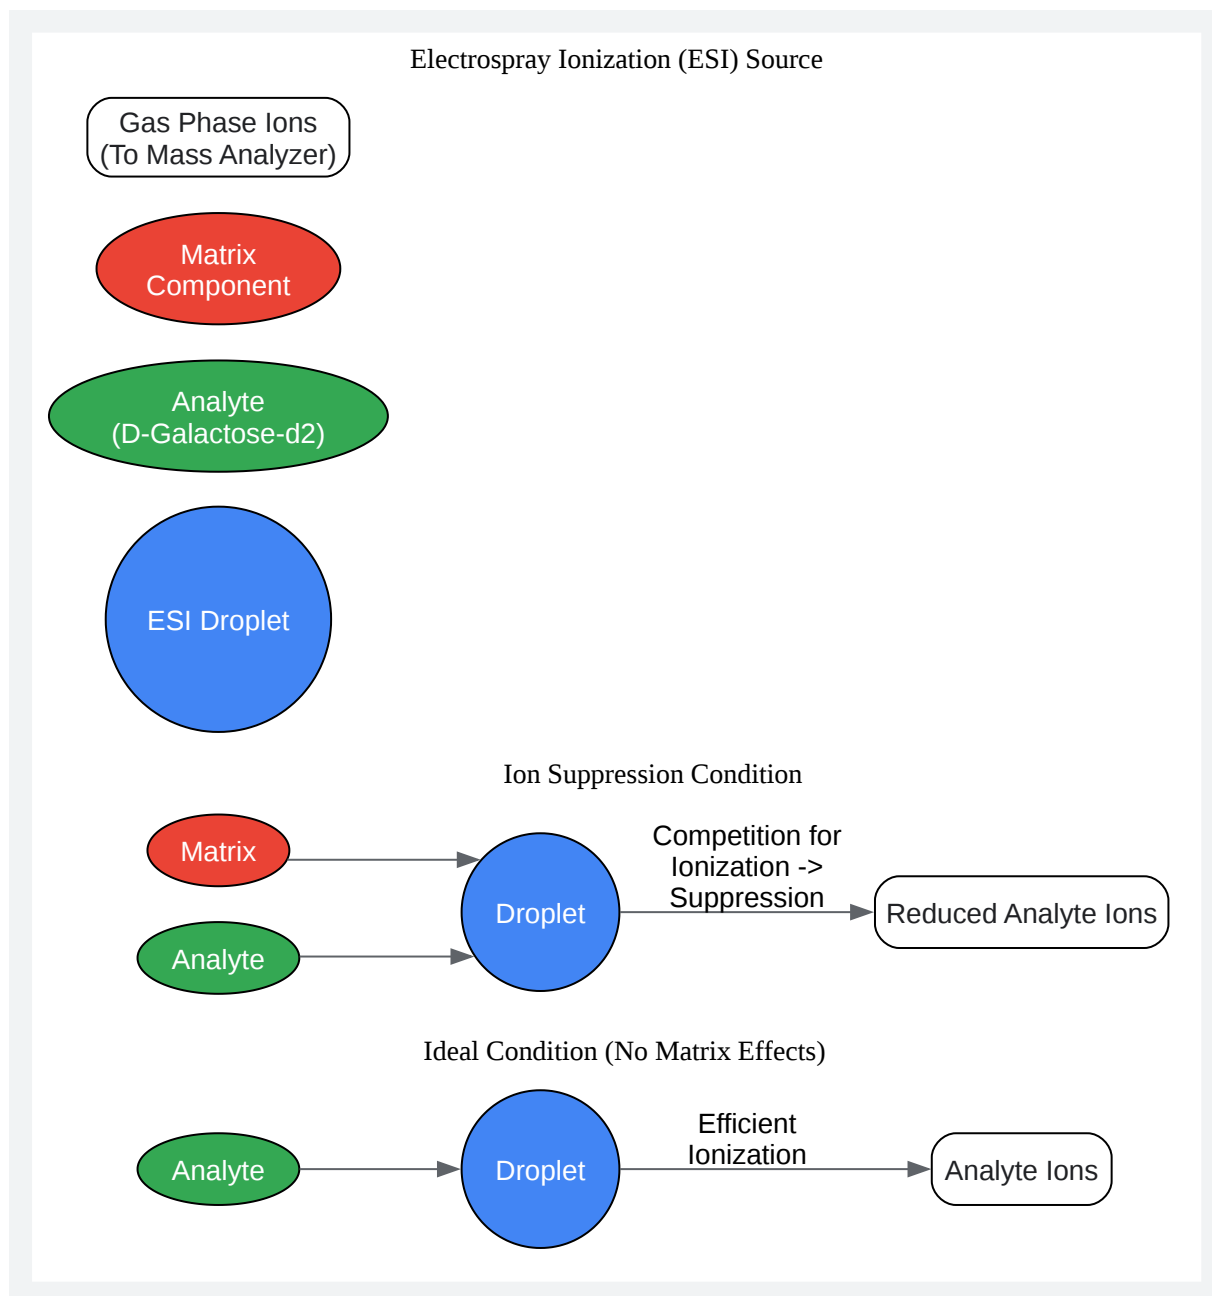 Electrospray Ionization (ESI) Source
Gas Phase Ions
(To Mass Analyzer)
Matrix
Component
Analyte
(D-Galactose-d2)
ESI Droplet
Ion Suppression Condition
Matrix
Analyte
Droplet
Competition for
Ionization ->
Suppression
Reduced Analyte Ions
Ideal Condition (No Matrix Effects)
Analyte
Droplet
Efficient
Ionization
Analyte Ions